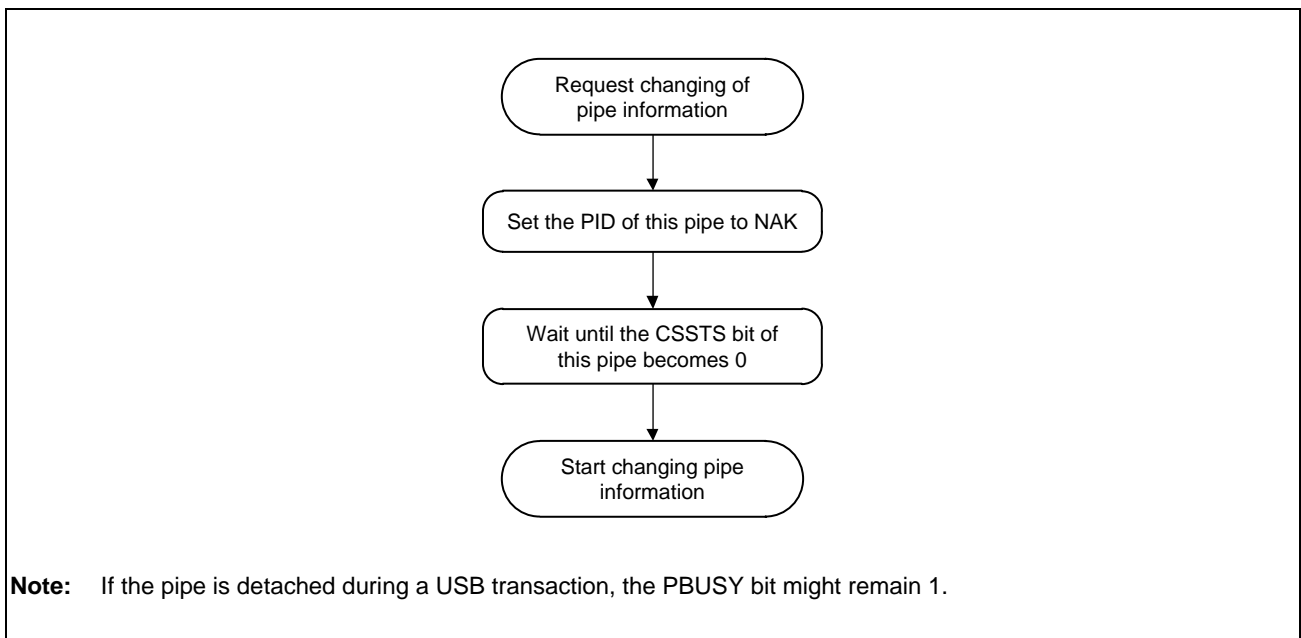 Request changing of
pipe information
Set the PID of this pipe to NAK
Wait until the CSSTS bit of
this pipe becomes 0
Start changing pipe
information
Note: If the pipe is detached during a USB transaction, the PBUSY bit might remain 1.